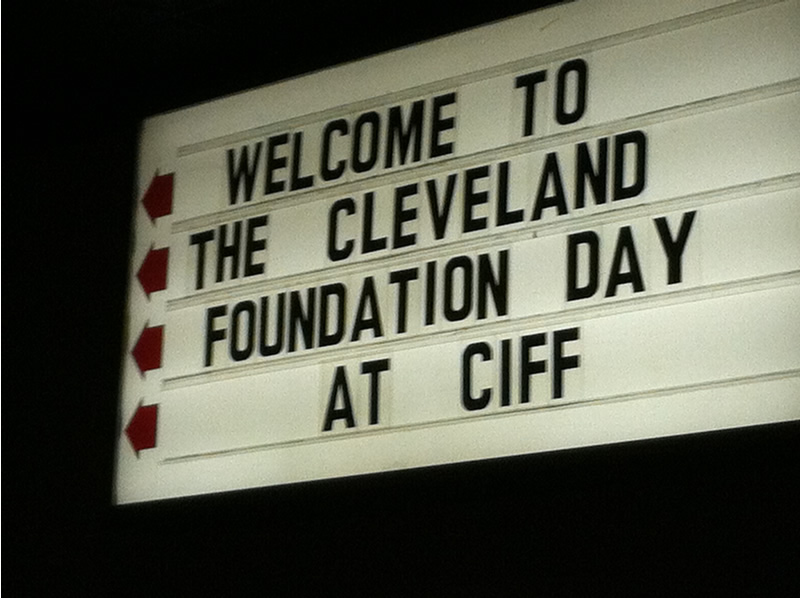 WELCOME TO
THE CLEVELAND
FOUNDATION DAY
AT CIFF